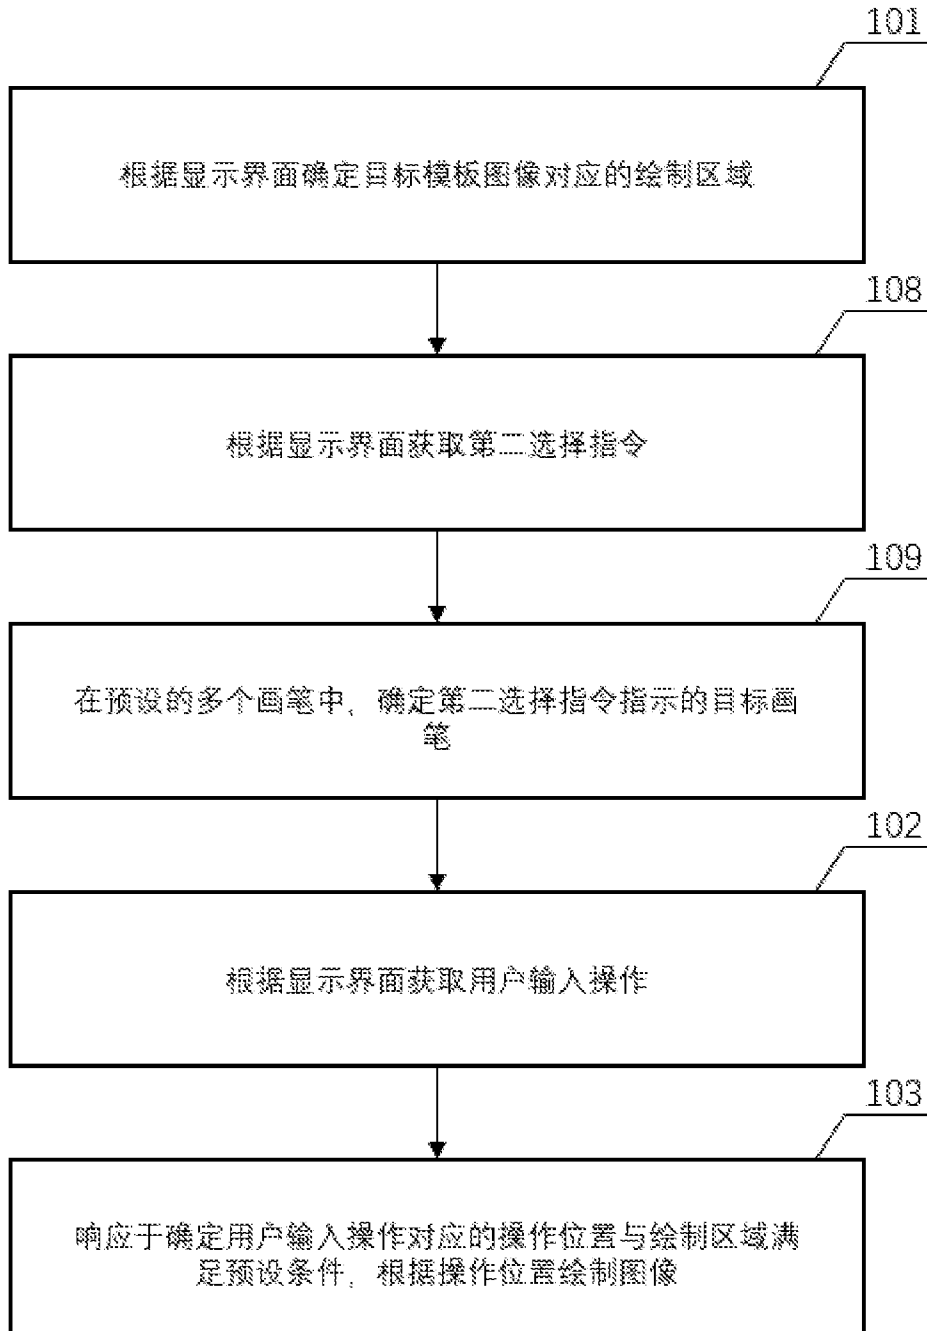 101
根据显示界面确定目标模板图像对应的绘制区域
108
根据显示界面获取第二选择指令
109
在预设的多个画笔中，确定第二选择指令指示的目标画
笔
102
根据显示界面获取用户输入操作
103
响应于确定用户输入操作对应的操作位置与绘制区域满
足预设条件，根据操作位置绘制图像